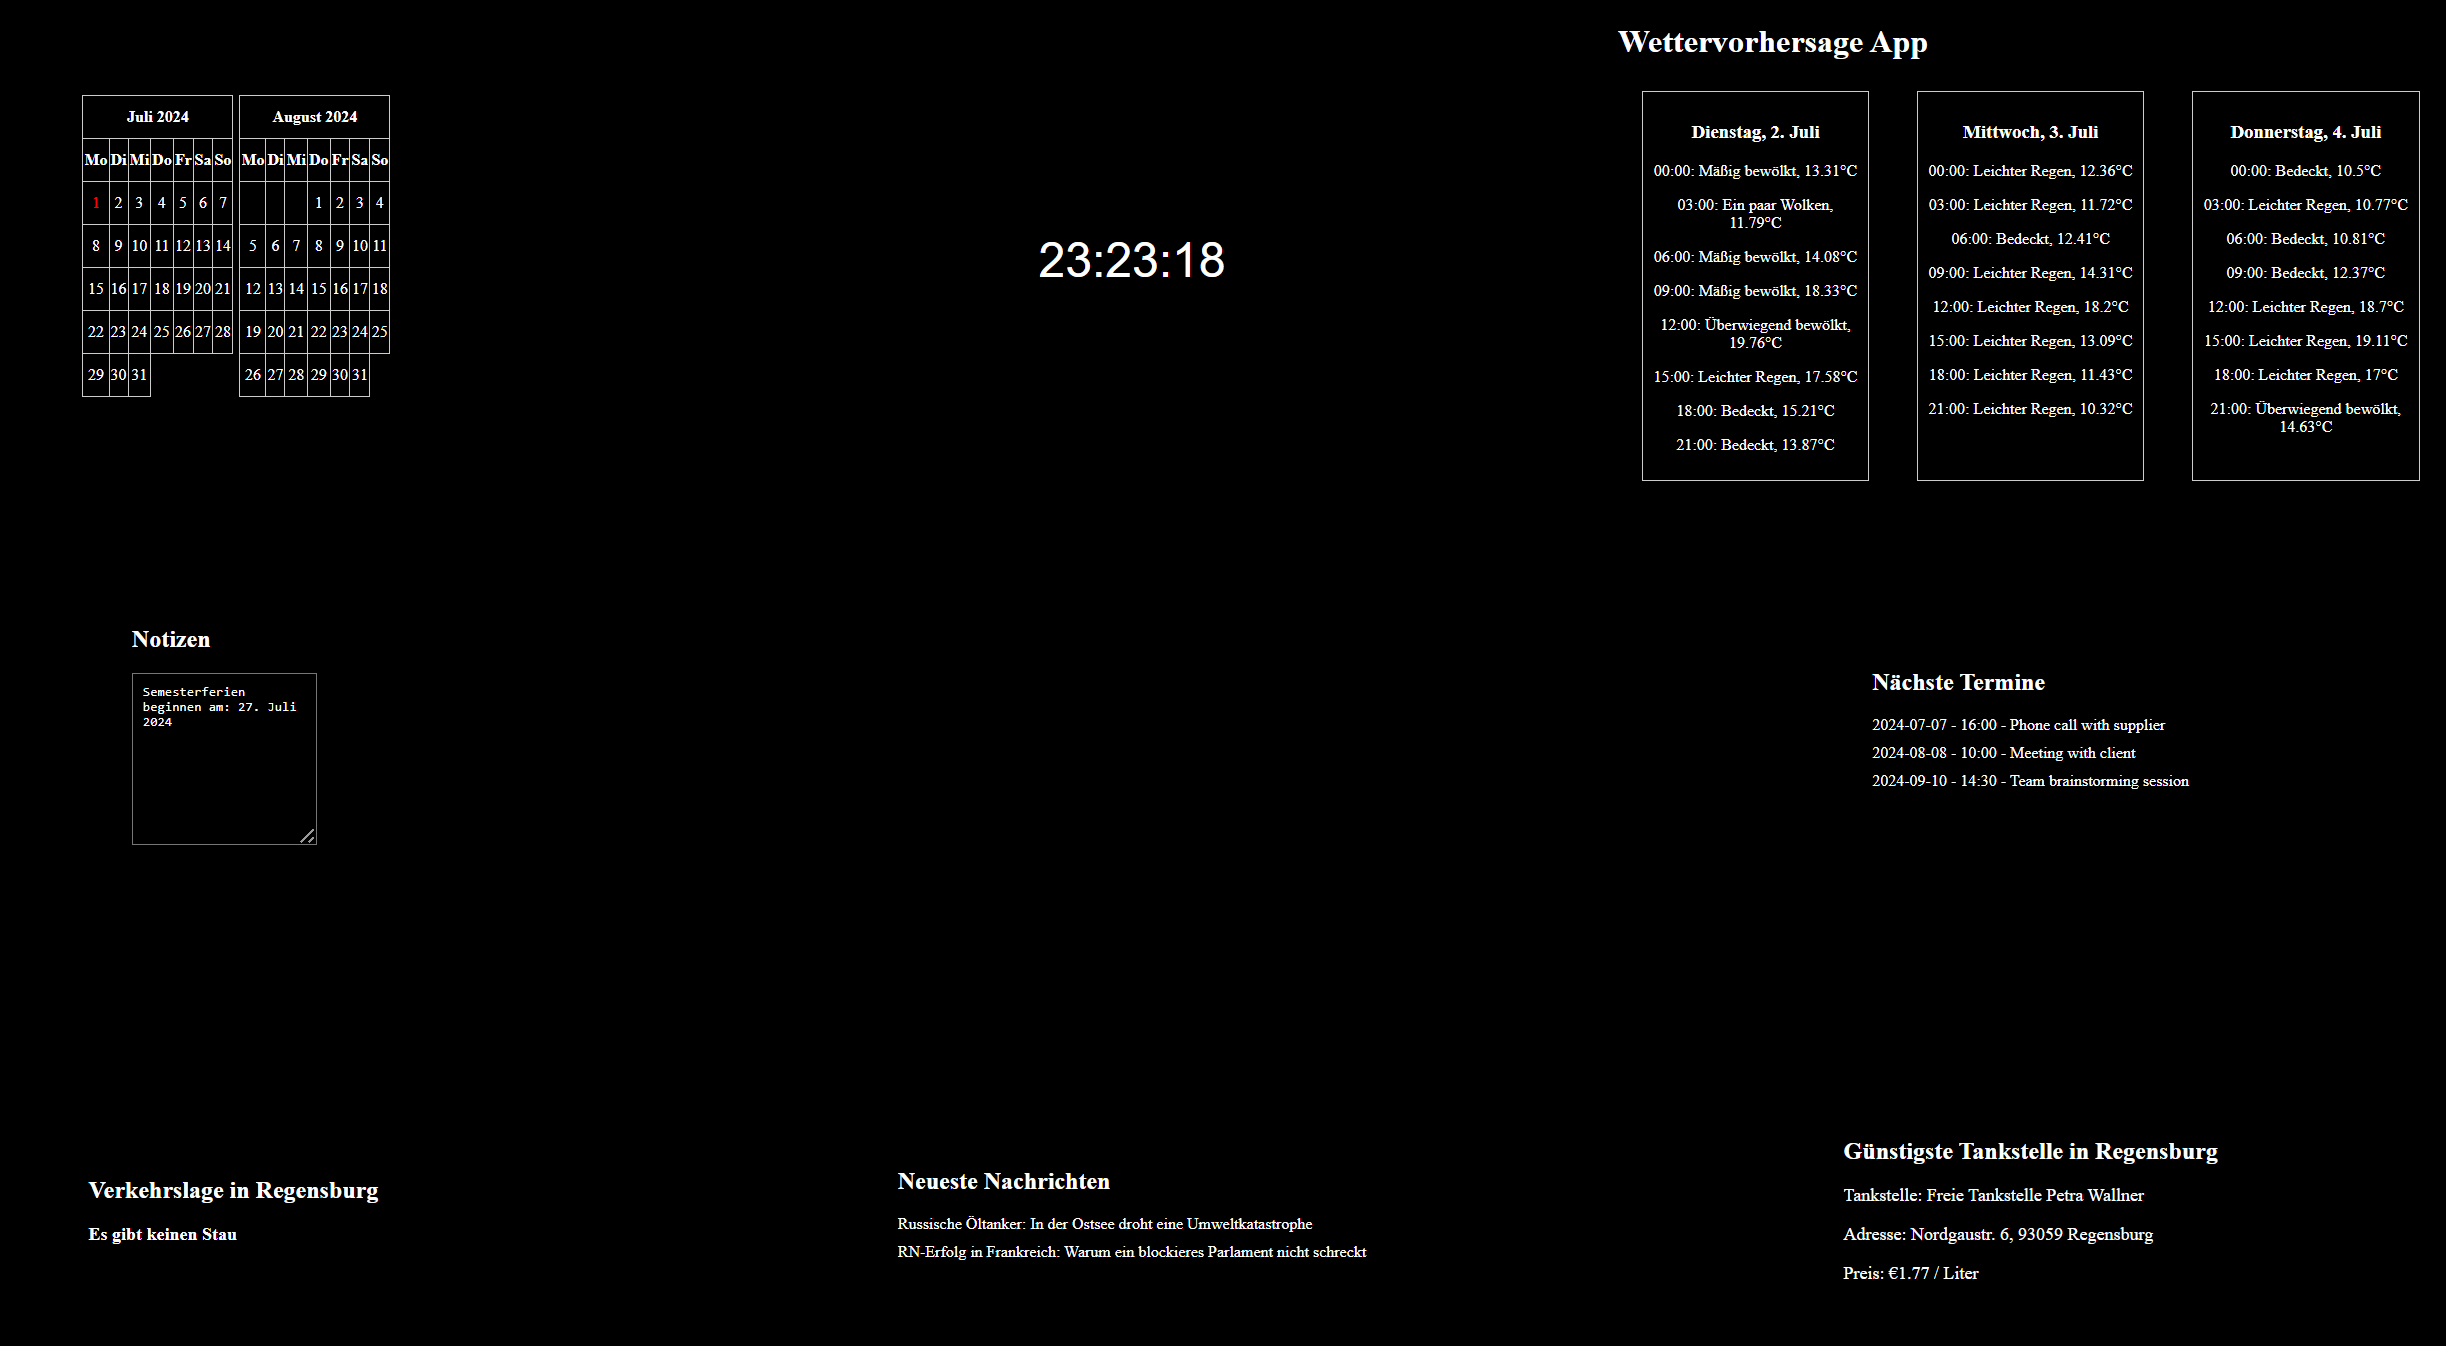 Juli 2024
Mo Di Mi Do Fr Sa So
1 2 3 4 5 6 7
8 9 10 11 12 13 14
15 16 17 18 19 20 21
22 23 24 25 26 27 28
29 30 31
August 2024
Mo Di Mi Do Fr Sa So
1 2 3 4
5 6 7 8 9 10 11
12 13 14 15 16 17 18
19 20 21 22 23 24 25
26 27 28 29 30 31
23:23:18
Wettervorhersage App
Dienstag, 2. Juli
00:00: Mäßig bewölkt, 13.31°C
03:00: Ein paar Wolken,
11.79°C
06:00: Mäßig bewölkt, 14.08°C
09:00: Mäßig bewölkt, 18.33°C
12:00: Überwiegend bewölkt,
19.76°C
15:00: Leichter Regen, 17.58°C
18:00: Bedeckt, 15.21°C
21:00: Bedeckt, 13.87°C
Mittwoch, 3. Juli
00:00: Leichter Regen, 12.36°C
03:00: Leichter Regen, 11.72°C
06:00: Bedeckt, 12.41°C
09:00: Leichter Regen, 14.31°C
12:00: Leichter Regen, 18.2°C
15:00: Leichter Regen, 13.09°C
18:00: Leichter Regen, 11.43°C
21:00: Leichter Regen, 10.32°C
Donnerstag, 4. Juli
00:00: Bedeckt, 10.5°C
03:00: Leichter Regen, 10.77°C
06:00: Bedeckt, 10.81°C
09:00: Bedeckt, 12.37°C
12:00: Leichter Regen, 18.7°C
15:00: Leichter Regen, 19.11°C
18:00: Leichter Regen, 17°C
21:00: Überwiegend bewölkt,
14.63°C
Notizen
Semesterferien
beginnen am: 27. Juli
2024
Nächste Termine
2024-07-07 - 16:00 - Phone call with supplier
2024-08-08 - 10:00 - Meeting with client
2024-09-10 - 14:30 - Team brainstorming session
Verkehrslage in Regensburg
Es gibt keinen Stau
Neueste Nachrichten
Russische Öltanker: In der Ostsee droht eine Umweltkatastrophe
RN-Erfolg in Frankreich: Warum ein blockieres Parlament nicht schreckt
Günstigste Tankstelle in Regensburg
Tankstelle: Freie Tankstelle Petra Wallner
Adresse: Nordgaustr. 6, 93059 Regensburg
Preis: €1.77 / Liter